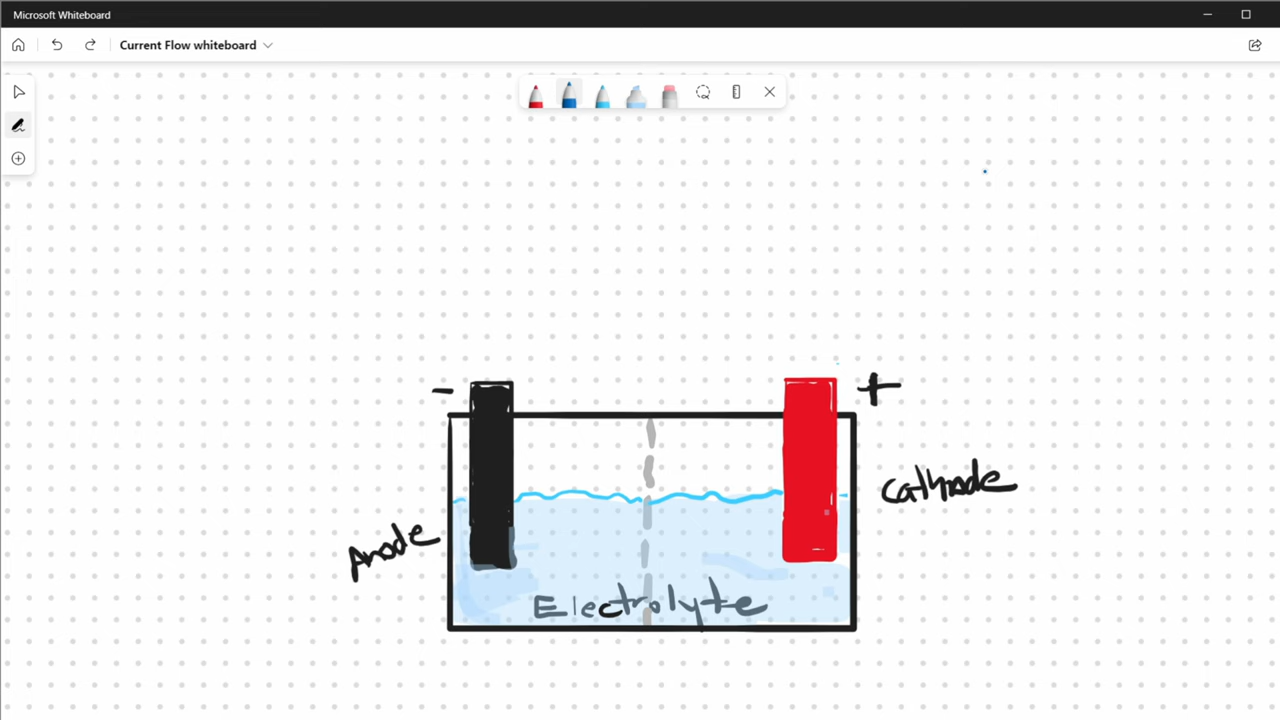 Microsoft Whiteboard
Current Flow whiteboard
- +
Cathode
Anode
Electrolyte